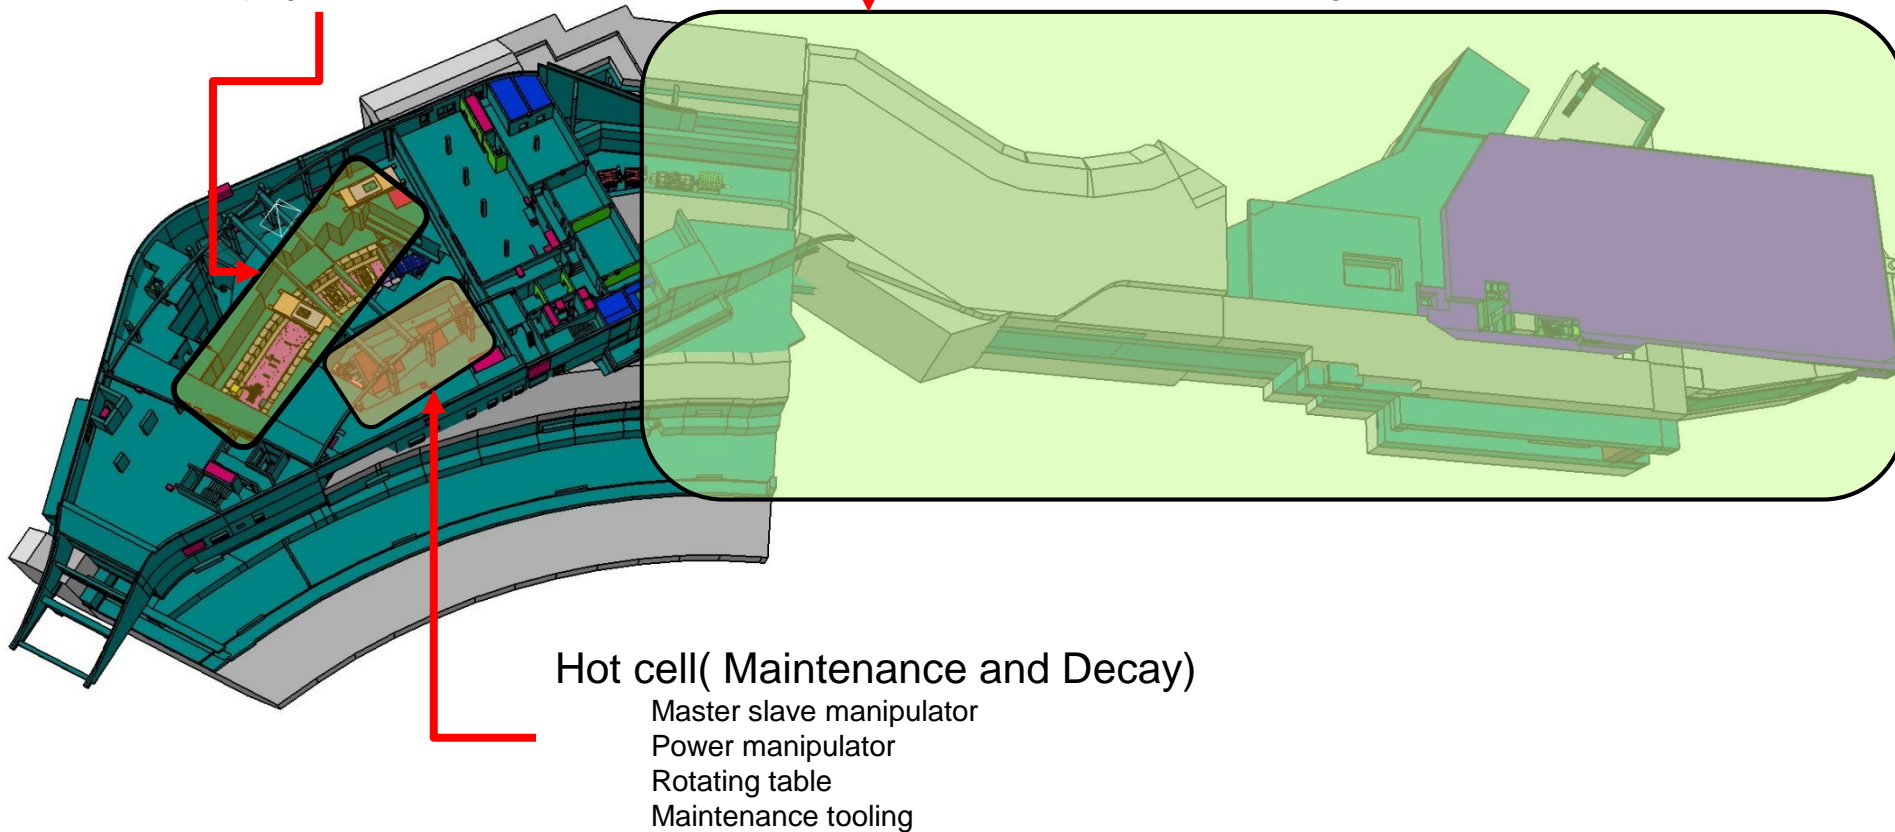 Hot cell( Maintenance and Decay)
Master slave manipulator
Power manipulator
Rotating table
Maintenance tooling